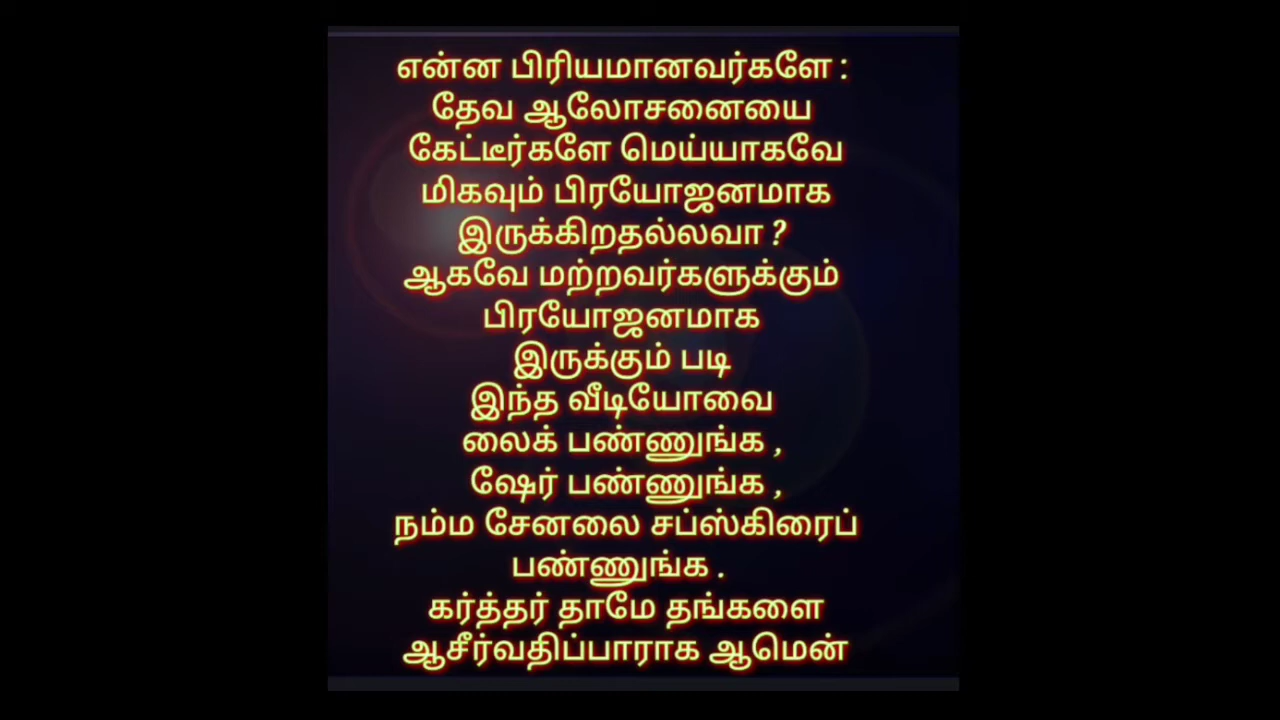 என்ன பிரியமானவர்களே :
தேவ ஆலோசனையை
கேட்டீர்களே மெய்யாகவே
மிகவும் பிரயோஜனமாக
இருக்கிறதல்லவா ?
ஆகவே மற்றவர்களுக்கும்
பிரயோஜனமாக
இருக்கும் படி
இந்த வீடியோவை
லைக் பண்ணுங்க ,
ஷேர் பண்ணுங்க ,
நம்ம சேனலை சப்ஸ்கிரைப்
பண்ணுங்க .
கர்த்தர் தாமே தங்களை
ஆசீர்வதிப்பாராக ஆமென்